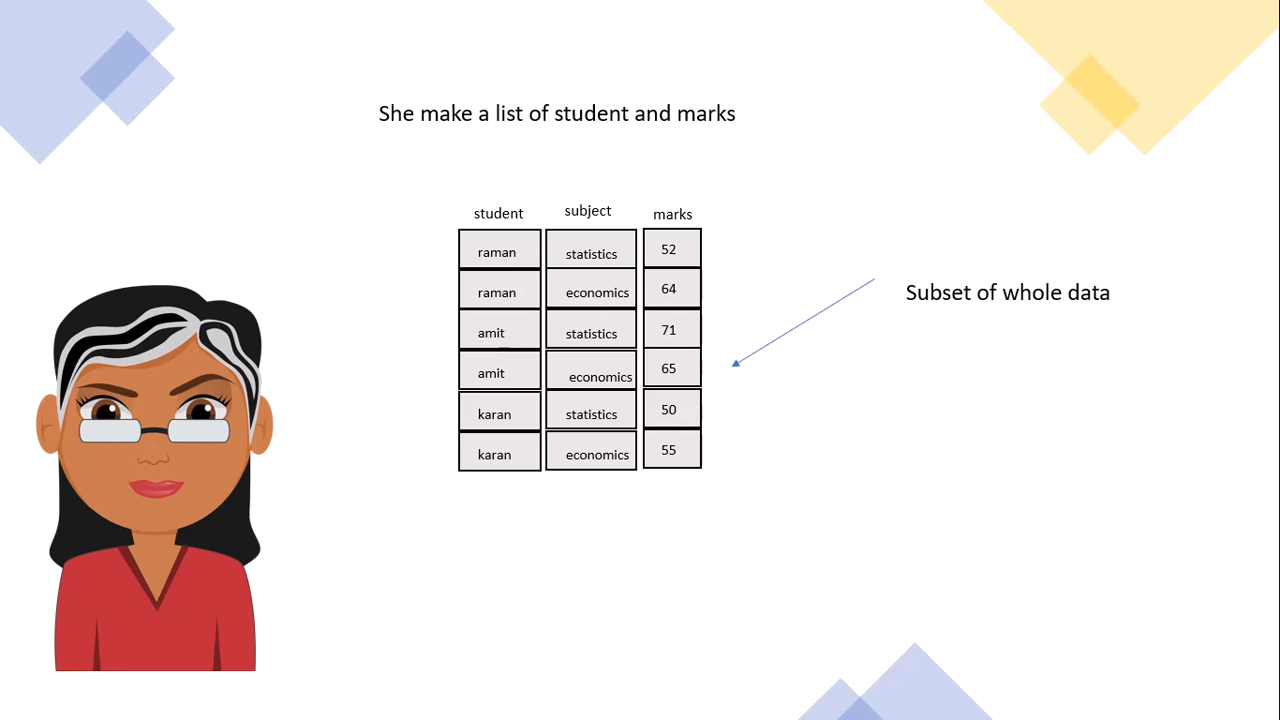 She make a list of student and marks
student subject marks
raman statistics 52
raman economics 64
amit statistics 71
amit economics 65
karan statistics 50
karan economics 55
Subset of whole data